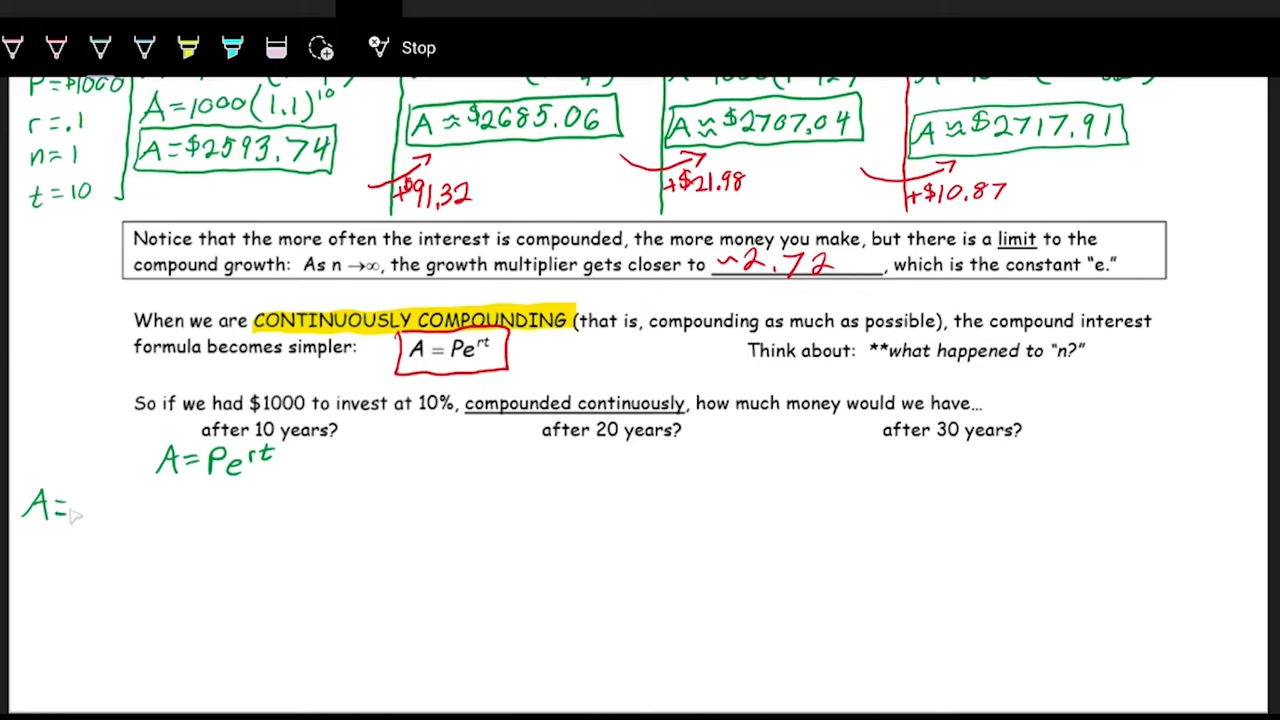 Stop
P = $1000
r = .1
n = 1
t = 10
A = 1000(1.1)^10
A = $2593.74
A ≈ $2685.06
A ≈ $2707.04
A ≈ $2717.91
+$91.32
+$21.98
+$10.87
Notice that the more often the interest is compounded, the more money you make, but there is a limit to the
compound growth: As n →∞, the growth multiplier gets closer to ~2.72, which is the constant "e."
When we are CONTINUOUSLY COMPOUNDING (that is, compounding as much as possible), the compound interest
formula becomes simpler: A = Pe^rt Think about: **what happened to "n?"
So if we had $1000 to invest at 10%, compounded continuously, how much money would we have…
after 10 years? after 20 years? after 30 years?
A = Pe^rt
A =